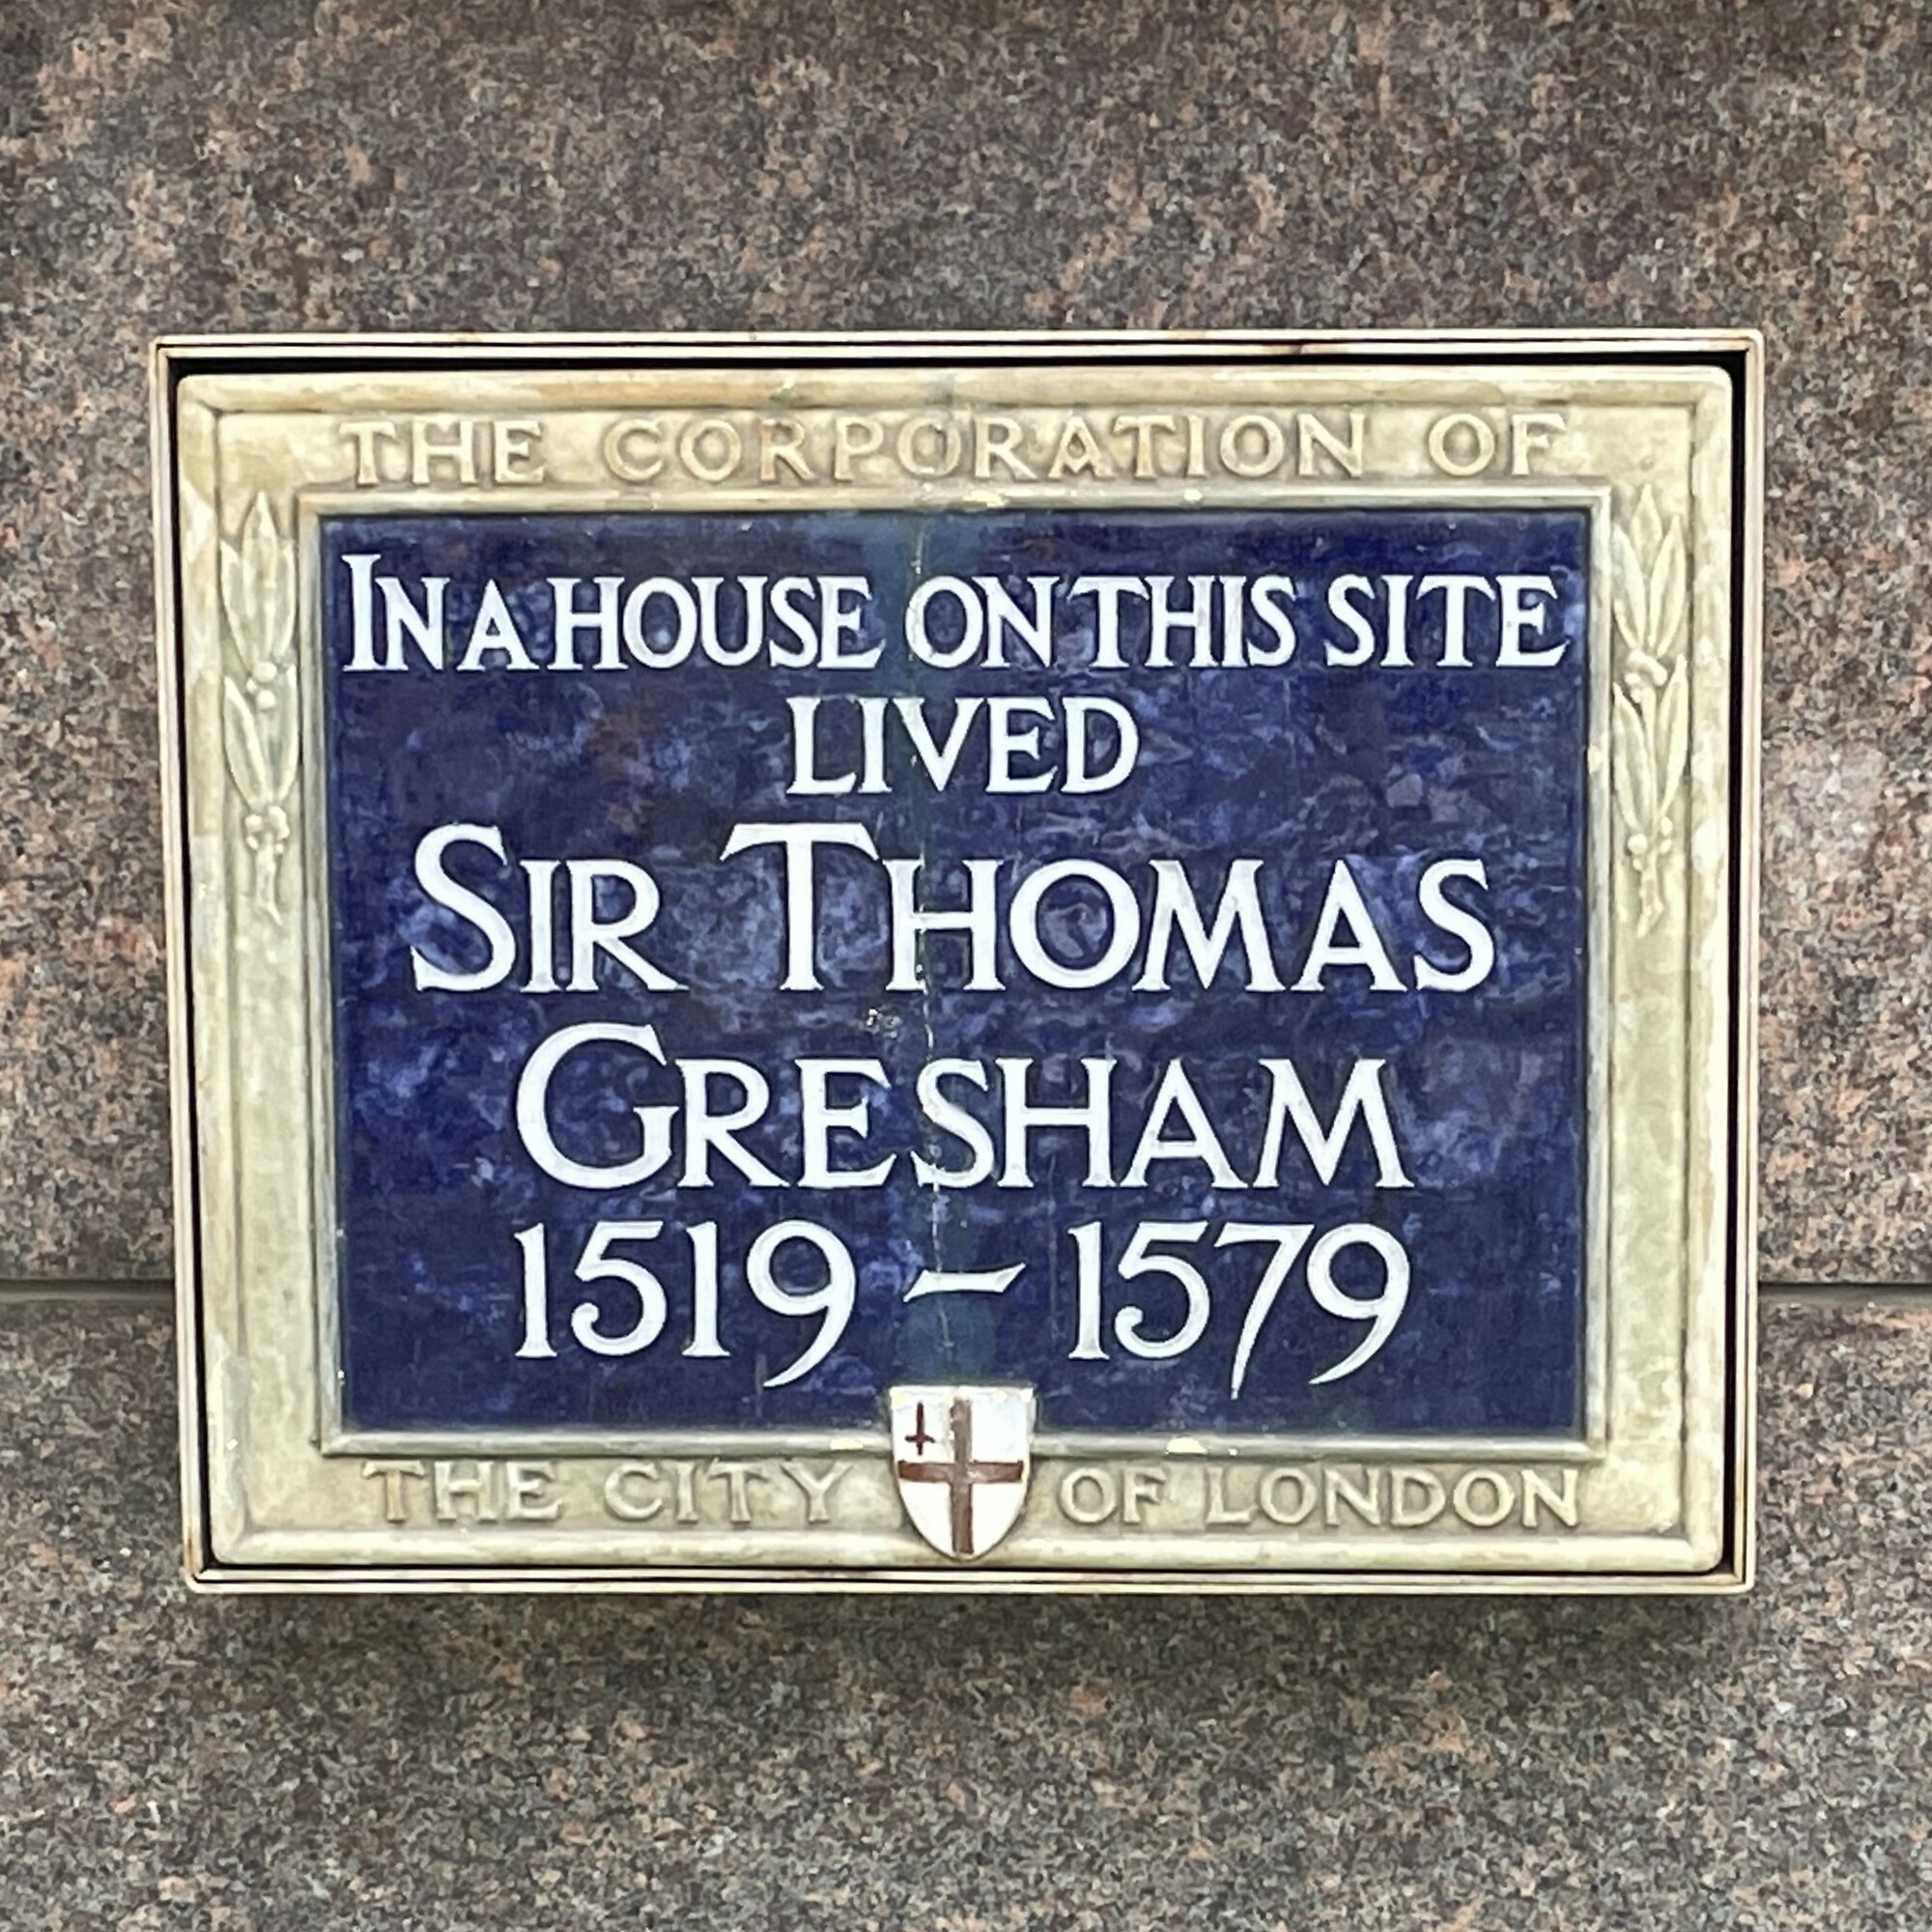 THE CORPORATION OF
IN A HOUSE ON THIS SITE
LIVED
SIR THOMAS
GRESHAM
1519 – 1579
THE CITY OF LONDON